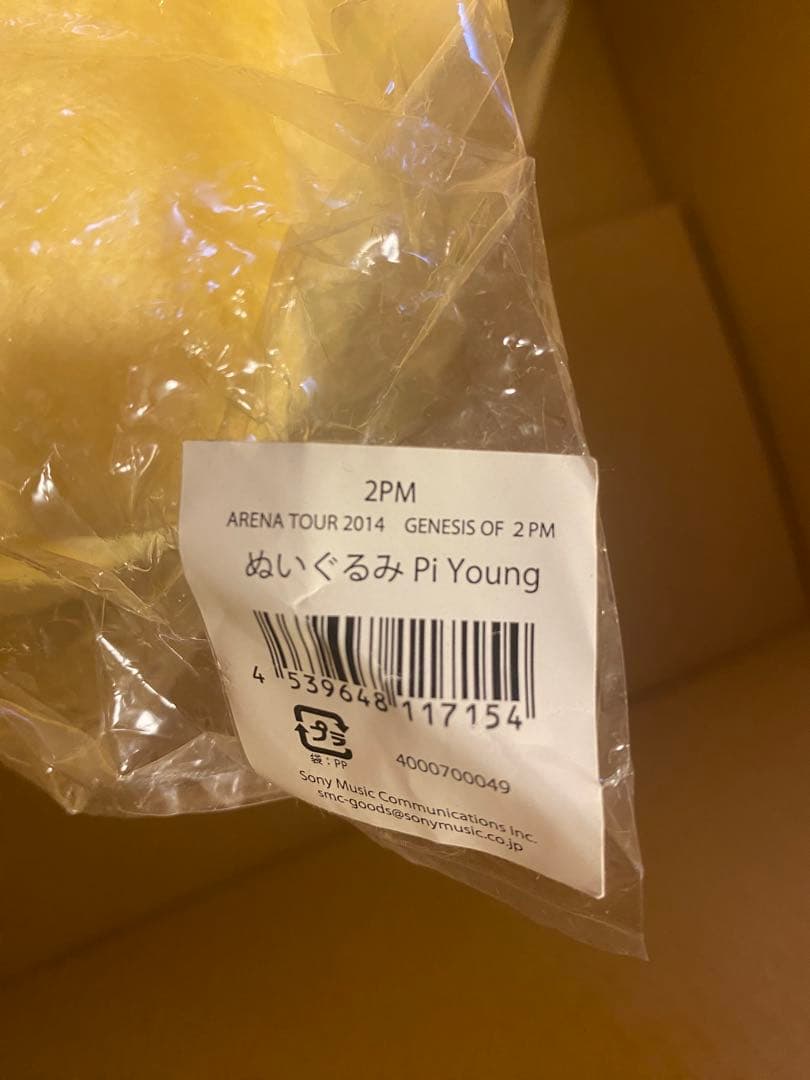 2PM
ARENA TOUR 2014 GENESIS OF 2PM
ぬいぐるみ Pi Young
4 539648 117154
プラ
袋：PP
4000700049
Sony Music Communications Inc.
smc-goods@sonymusic.co.jp